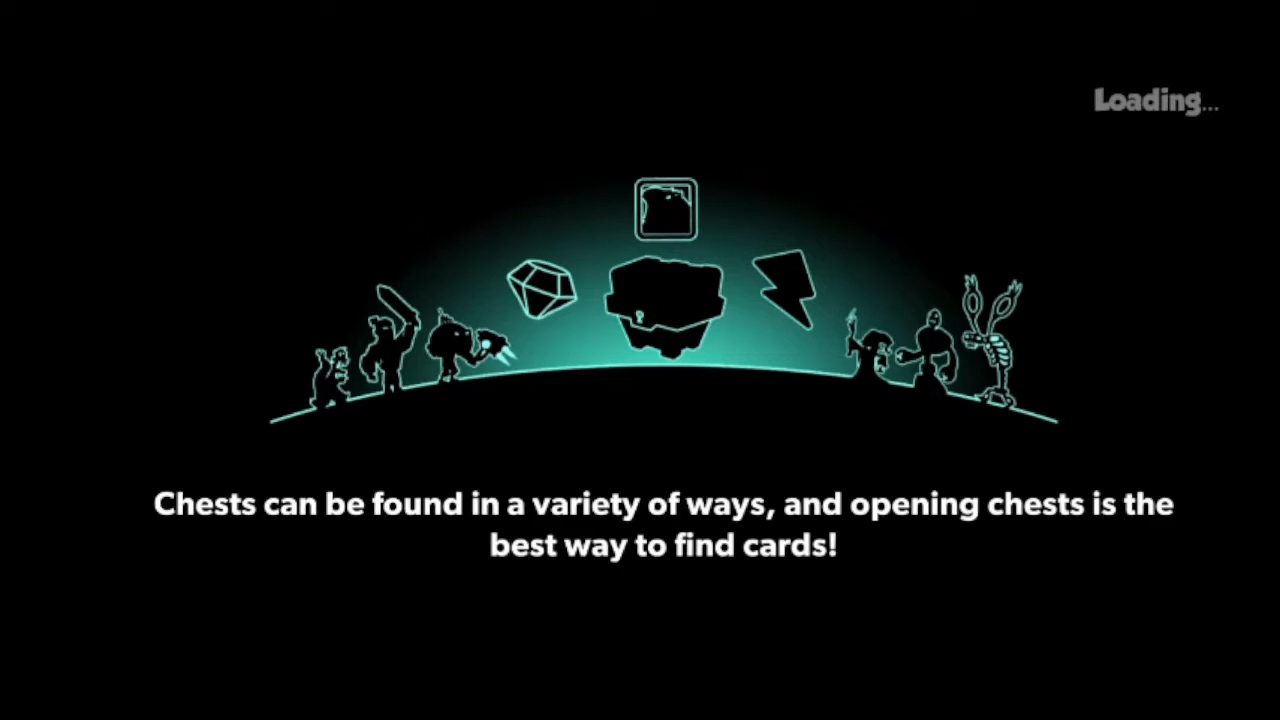 Loading...
Chests can be found in a variety of ways, and opening chests is the
best way to find cards!